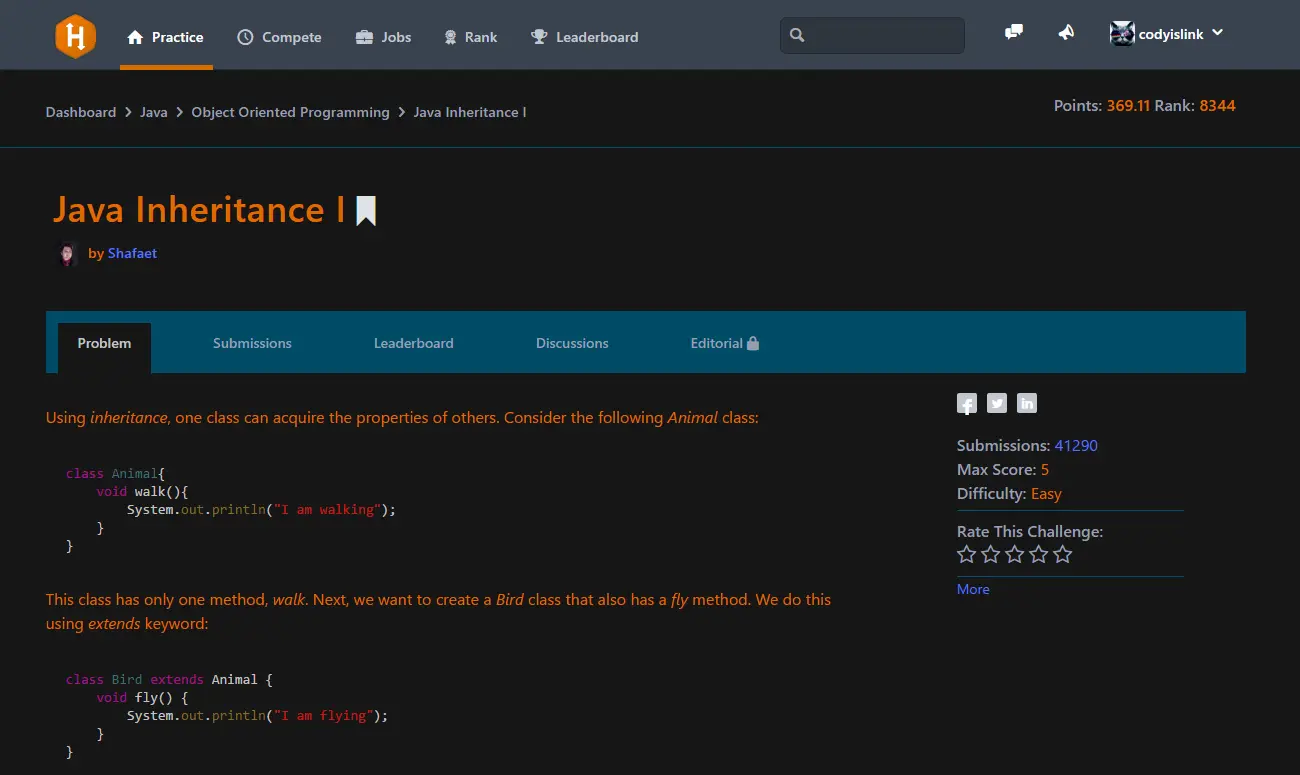 H Practice Compete Jobs Rank Leaderboard codyislink
Dashboard > Java > Object Oriented Programming > Java Inheritance I
Points: 369.11 Rank: 8344
Java Inheritance I
by Shafaet
Problem Submissions Leaderboard Discussions Editorial
Using inheritance, one class can acquire the properties of others. Consider the following Animal class:
class Animal{
    void walk(){
        System.out.println("I am walking");
    }
}
This class has only one method, walk. Next, we want to create a Bird class that also has a fly method. We do this
using extends keyword:
class Bird extends Animal {
    void fly() {
        System.out.println("I am flying");
    }
}
f in
Submissions: 41290
Max Score: 5
Difficulty: Easy
Rate This Challenge:
More